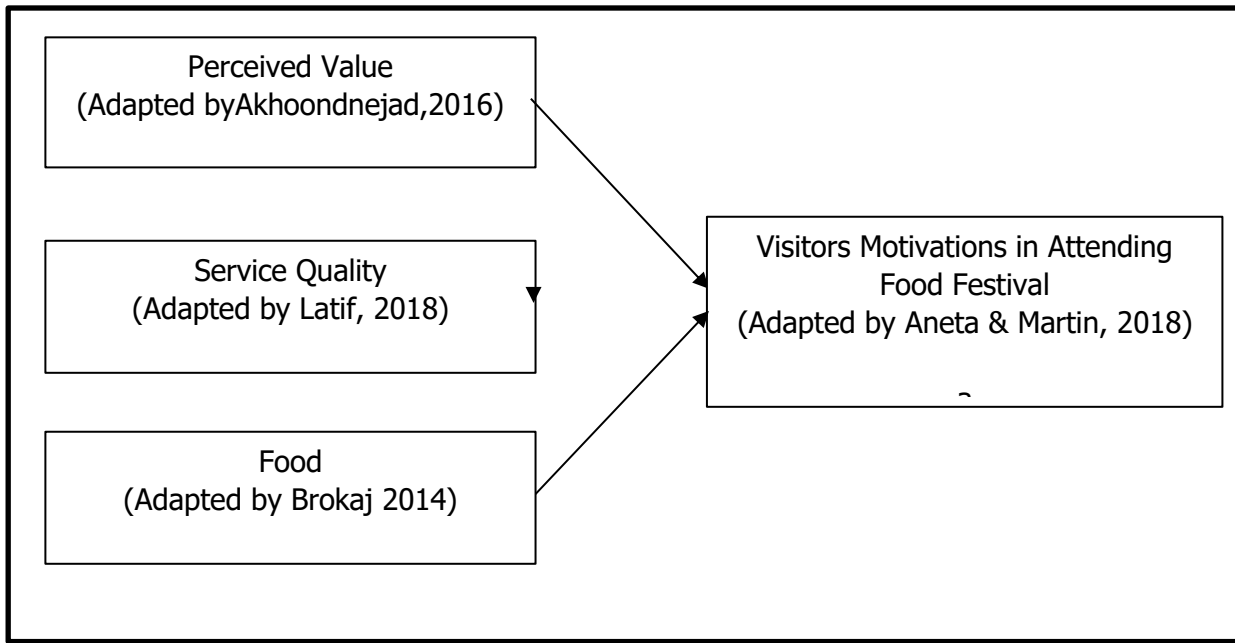 Perceived Value
(Adapted byAkhoondnejad,2016)
Service Quality
(Adapted by Latif, 2018)
Food
(Adapted by Brokaj 2014)
Visitors Motivations in Attending
Food Festival
(Adapted by Aneta & Martin, 2018)